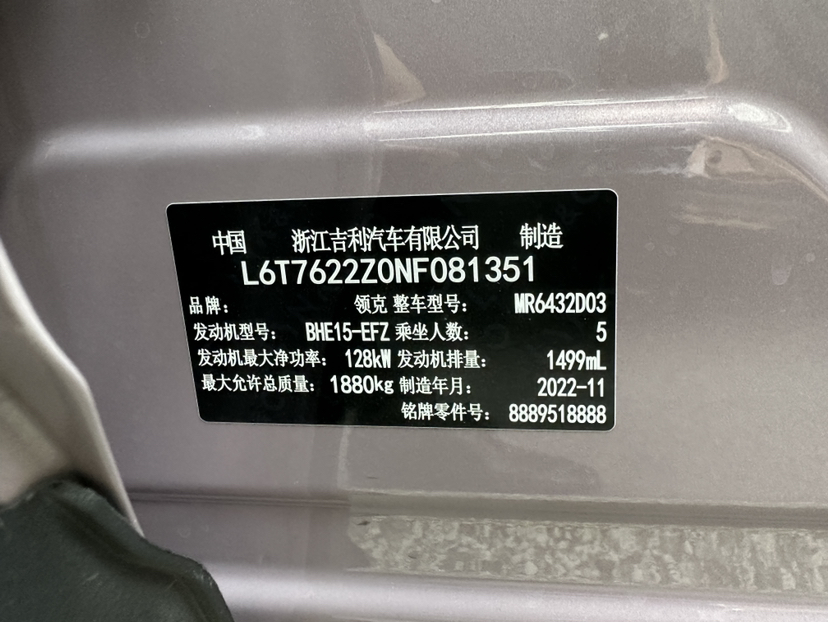 中国 浙江吉利汽车有限公司 制造
L6T7622Z0NF081351
品牌： 领克 整车型号： MR6432D03
发动机型号： BHE15-EFZ 乘坐人数： 5
发动机最大净功率： 128kW 发动机排量： 1499mL
最大允许总质量： 1880kg 制造年月： 2022-11
铭牌零件号： 8889518888